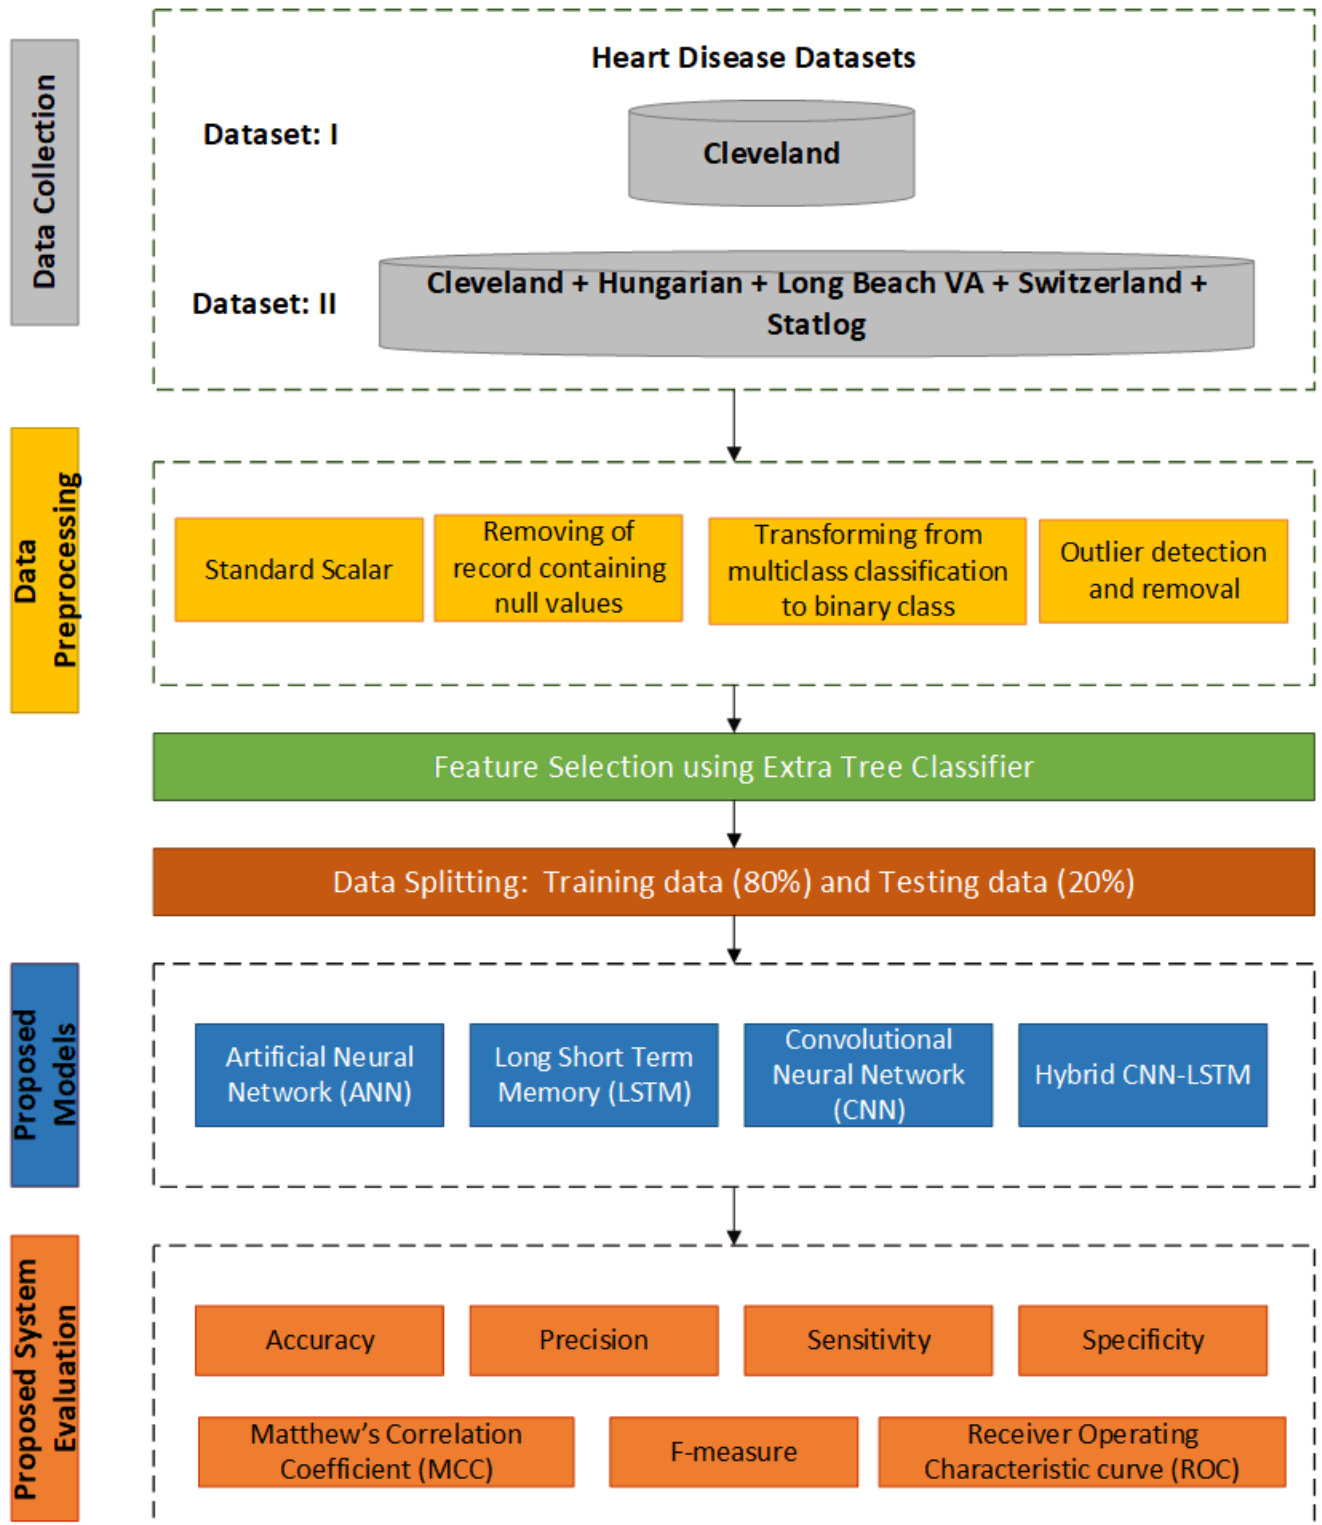 Data Collection
Heart Disease Datasets
Dataset: I
Cleveland
Dataset: II
Cleveland + Hungarian + Long Beach VA + Switzerland +
Statlog
Data
Preprocessing
Standard Scalar
Removing of
record containing
null values
Transforming from
multiclass classification
to binary class
Outlier detection
and removal
Feature Selection using Extra Tree Classifier
Data Splitting: Training data (80%) and Testing data (20%)
Proposed
Models
Artificial Neural
Network (ANN)
Long Short Term
Memory (LSTM)
Convolutional
Neural Network
(CNN)
Hybrid CNN-LSTM
Proposed System
Evaluation
Accuracy
Precision
Sensitivity
Specificity
Matthew’s Correlation
Coefficient (MCC)
F-measure
Receiver Operating
Characteristic curve (ROC)